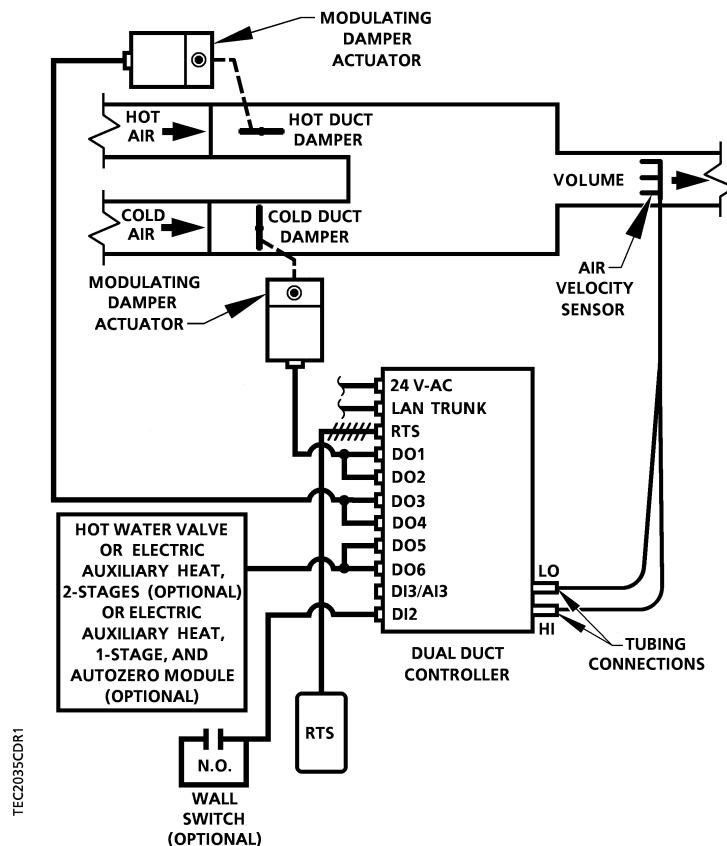 MODULATING
DAMPER
ACTUATOR
HOT
AIR
HOT DUCT
DAMPER
VOLUME
COLD
AIR
COLD DUCT
DAMPER
AIR
VELOCITY
SENSOR
MODULATING
DAMPER
ACTUATOR
24 V-AC
LAN TRUNK
RTS
DO1
DO2
DO3
DO4
DO5
DO6
DI3/AI3
DI2
LO
HI
HOT WATER VALVE
OR ELECTRIC
AUXILIARY HEAT,
2-STAGES (OPTIONAL)
OR ELECTRIC
AUXILIARY HEAT,
1-STAGE, AND
AUTOZERO MODULE
(OPTIONAL)
DUAL DUCT
CONTROLLER
TUBING
CONNECTIONS
RTS
N.O.
WALL
SWITCH
(OPTIONAL)
TEC2035CDR1